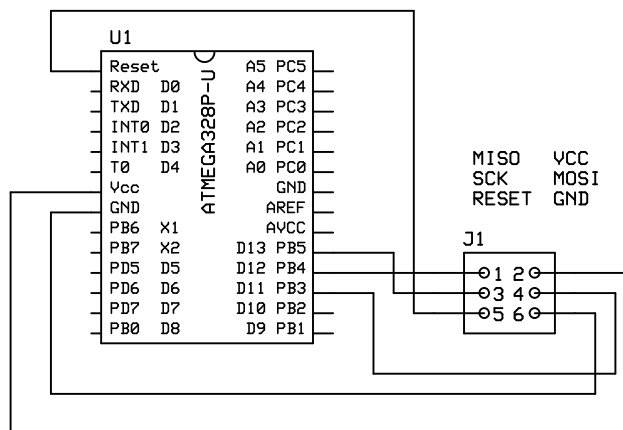 U1
Reset A5 PC5
RXD D0 A4 PC4
TXD D1 A3 PC3
INT0 D2 A2 PC2
INT1 D3 A1 PC1
T0 D4 A0 PC0
Vcc GND
GND AREF
PB6 X1 AVCC
PB7 X2 D13 PB5
PD5 D5 D12 PB4
PD6 D6 D11 PB3
PD7 D7 D10 PB2
PB0 D8 D9 PB1
ATMEGA328P-U
MISO VCC
SCK MOSI
RESET GND
J1
1 2
3 4
5 6